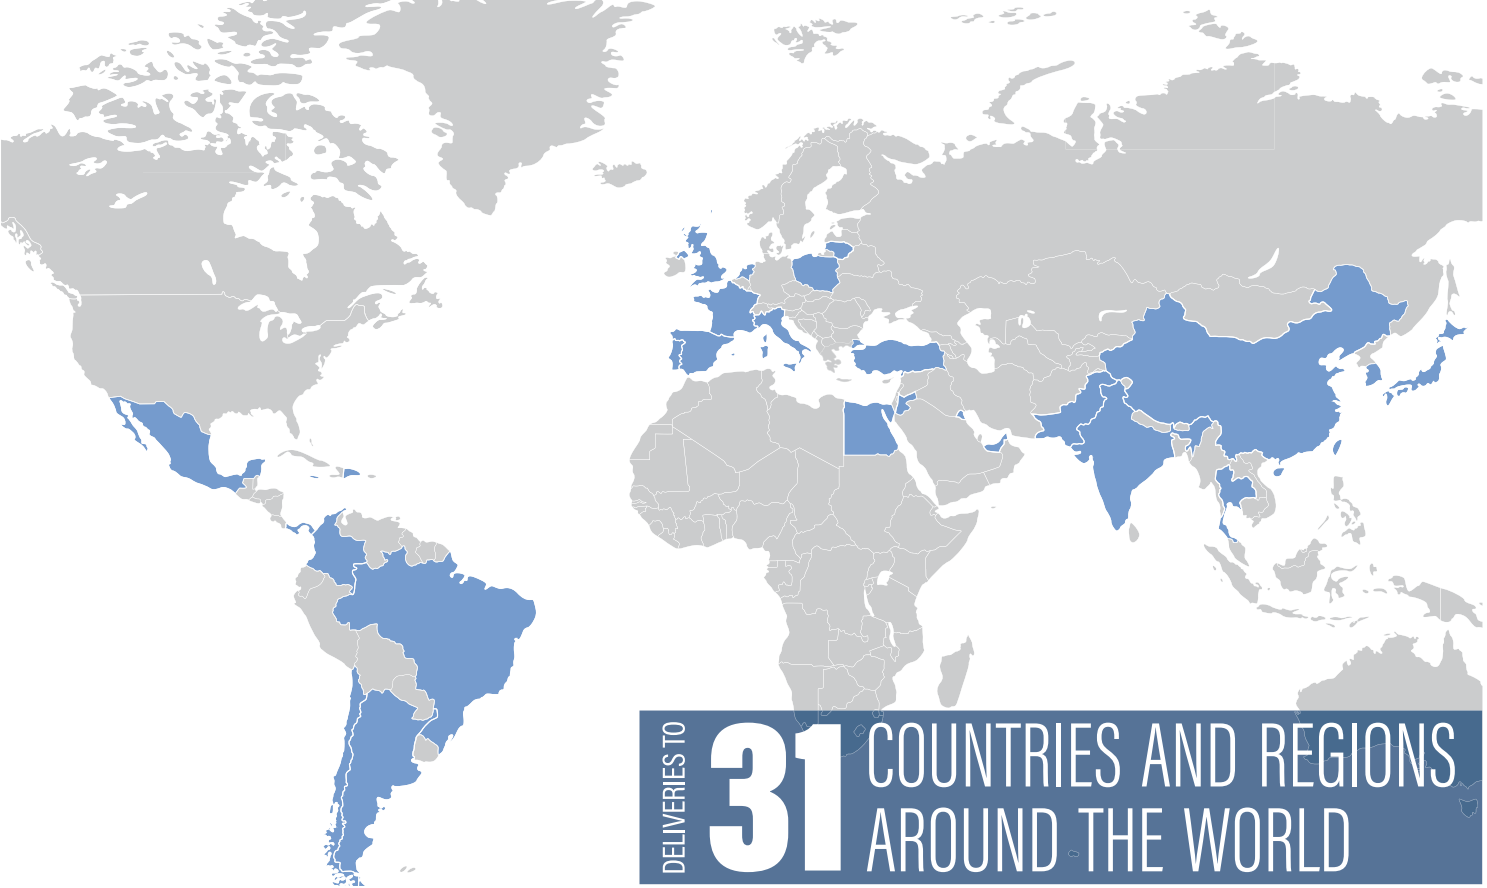 DELIVERIES TO
31
COUNTRIES AND REGIONS
AROUND THE WORLD